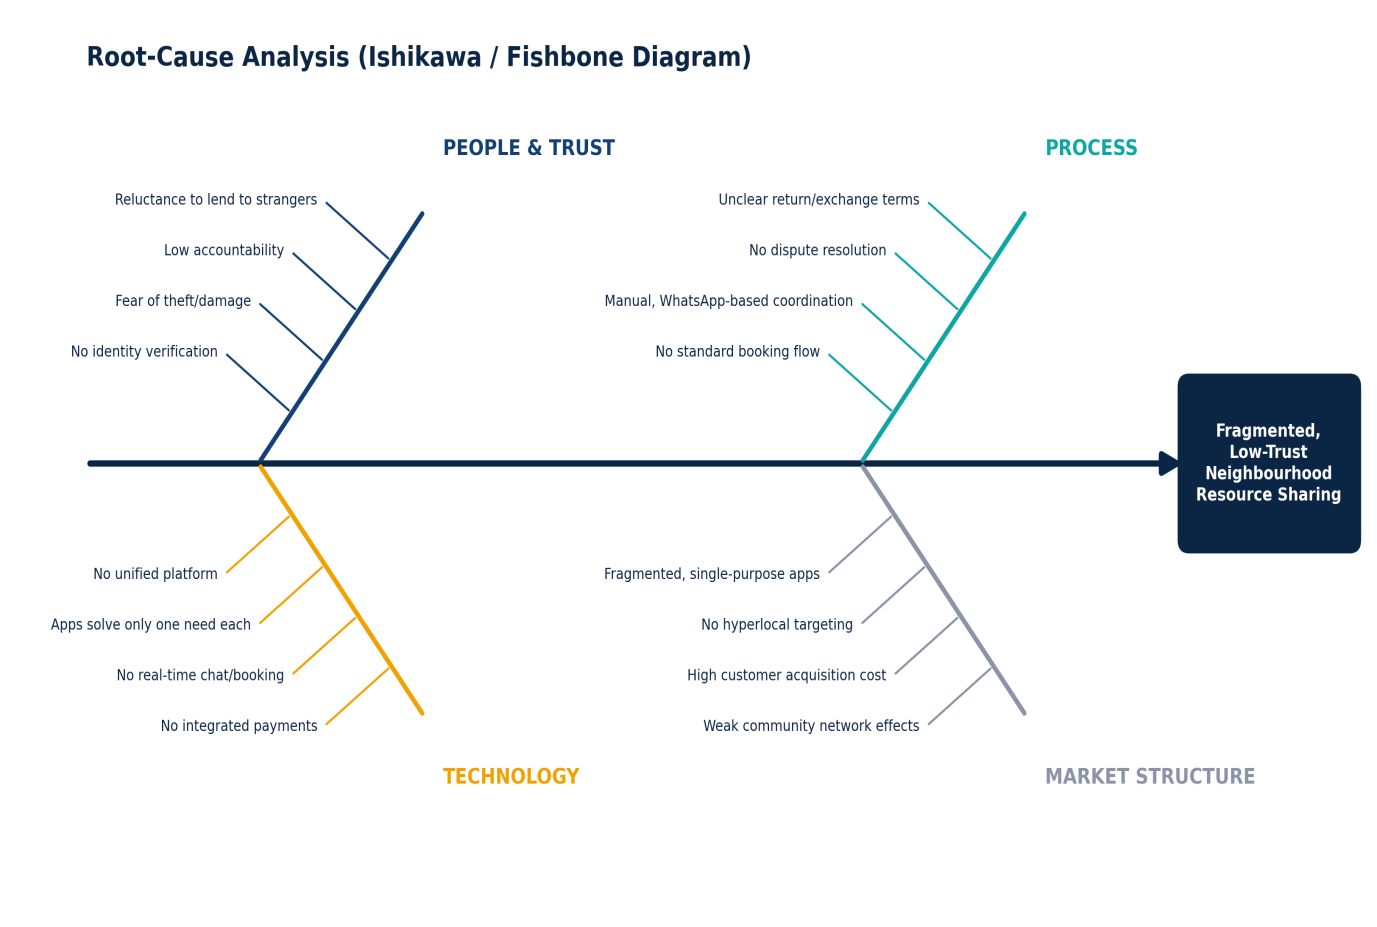 Root-Cause Analysis (Ishikawa / Fishbone Diagram)
PEOPLE & TRUST
Reluctance to lend to strangers
Low accountability
Fear of theft/damage
No identity verification
PROCESS
Unclear return/exchange terms
No dispute resolution
Manual, WhatsApp-based coordination
No standard booking flow
Fragmented,
Low-Trust
Neighbourhood
Resource Sharing
No unified platform
Apps solve only one need each
No real-time chat/booking
No integrated payments
TECHNOLOGY
Fragmented, single-purpose apps
No hyperlocal targeting
High customer acquisition cost
Weak community network effects
MARKET STRUCTURE